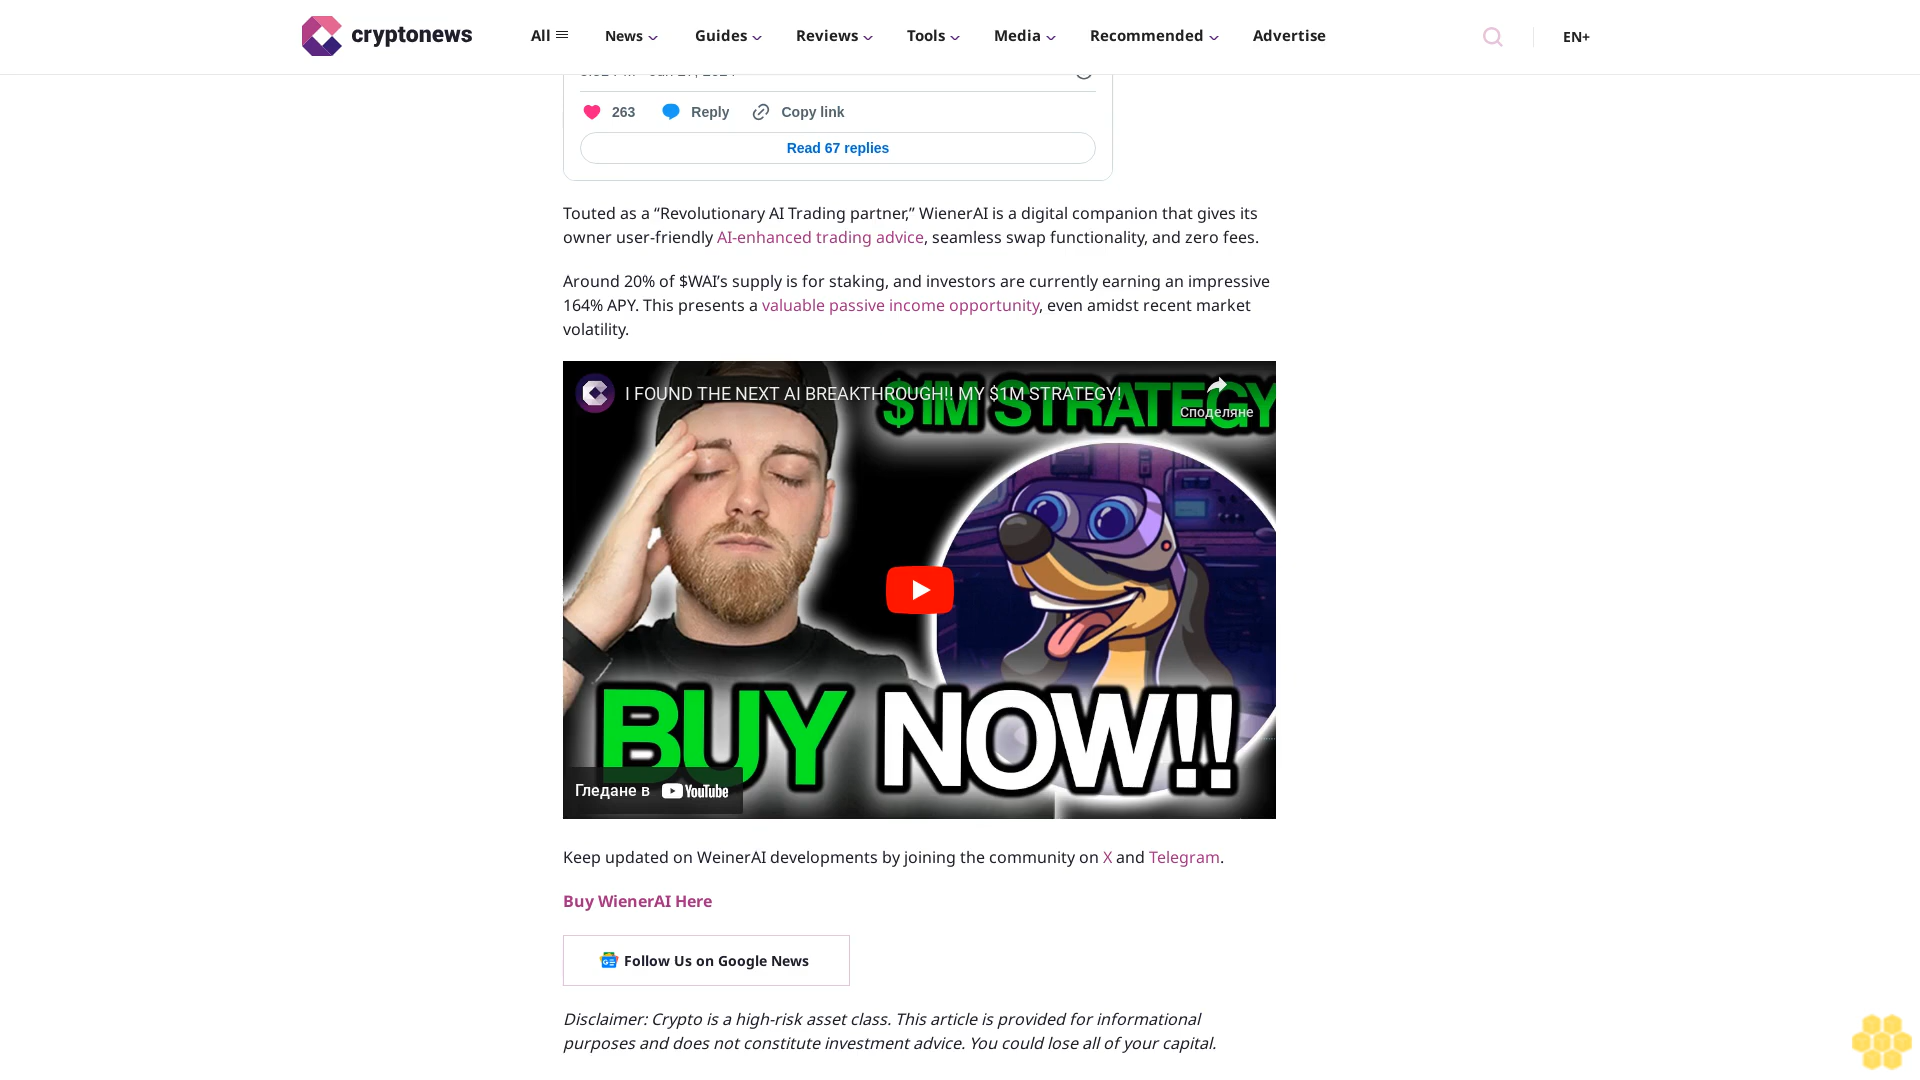 cryptonews
All
News
Guides
Reviews
Tools
Media
Recommended
Advertise
EN+
263
Reply
Copy link
Read 67 replies
Touted as a “Revolutionary AI Trading partner,” WienerAI is a digital companion that gives its
owner user-friendly AI-enhanced trading advice, seamless swap functionality, and zero fees.
Around 20% of $WAI’s supply is for staking, and investors are currently earning an impressive
164% APY. This presents a valuable passive income opportunity, even amidst recent market
volatility.
I FOUND THE NEXT AI BREAKTHROUGH!! MY $1M STRATEGY!
$1M STRATEGY
Споделяне
BUY NOW!!
Гледане в YouTube
Keep updated on WeinerAI developments by joining the community on X and Telegram.
Buy WienerAI Here
Follow Us on Google News
Disclaimer: Crypto is a high-risk asset class. This article is provided for informational
purposes and does not constitute investment advice. You could lose all of your capital.